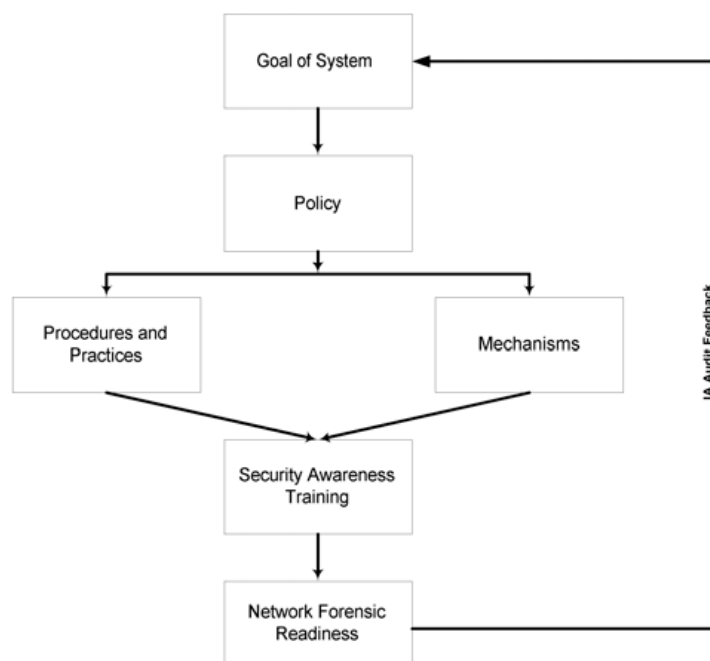 Goal of System
Policy
Procedures and
Practices
Mechanisms
IA Audit Feedback
Security Awareness
Training
Network Forensic
Readiness